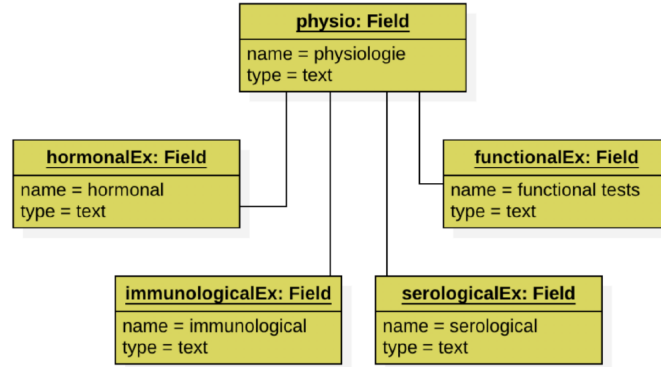 physio: Field
name = physiologie
type = text
hormonalEx: Field
name = hormonal
type = text
functionalEx: Field
name = functional tests
type = text
immunologicalEx: Field
name = immunological
type = text
serologicalEx: Field
name = serological
type = text